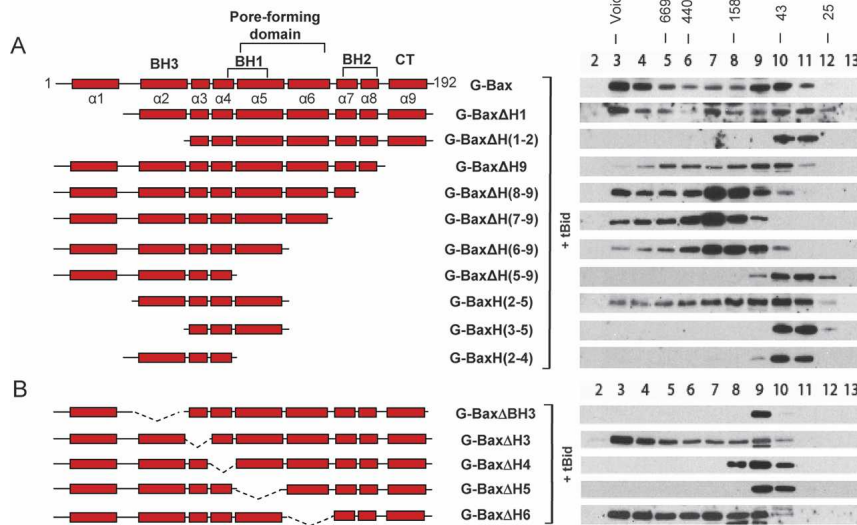 Pore-forming
domain
Void
669
440
158
43
25
A
BH3
BH1
BH2
CT
2 3 4 5 6 7 8 9 10 11 12 13
1
192
G-Bax
α1 α2 α3 α4 α5 α6 α7 α8 α9
G-BaxΔH1
G-BaxΔH(1-2)
G-BaxΔH9
G-BaxΔH(8-9)
G-BaxΔH(7-9)
G-BaxΔH(6-9)
G-BaxΔH(5-9)
G-BaxH(2-5)
G-BaxH(3-5)
G-BaxH(2-4)
+ tBid
B
2 3 4 5 6 7 8 9 10 11 12 13
G-BaxΔBH3
G-BaxΔH3
G-BaxΔH4
G-BaxΔH5
G-BaxΔH6
+ tBid